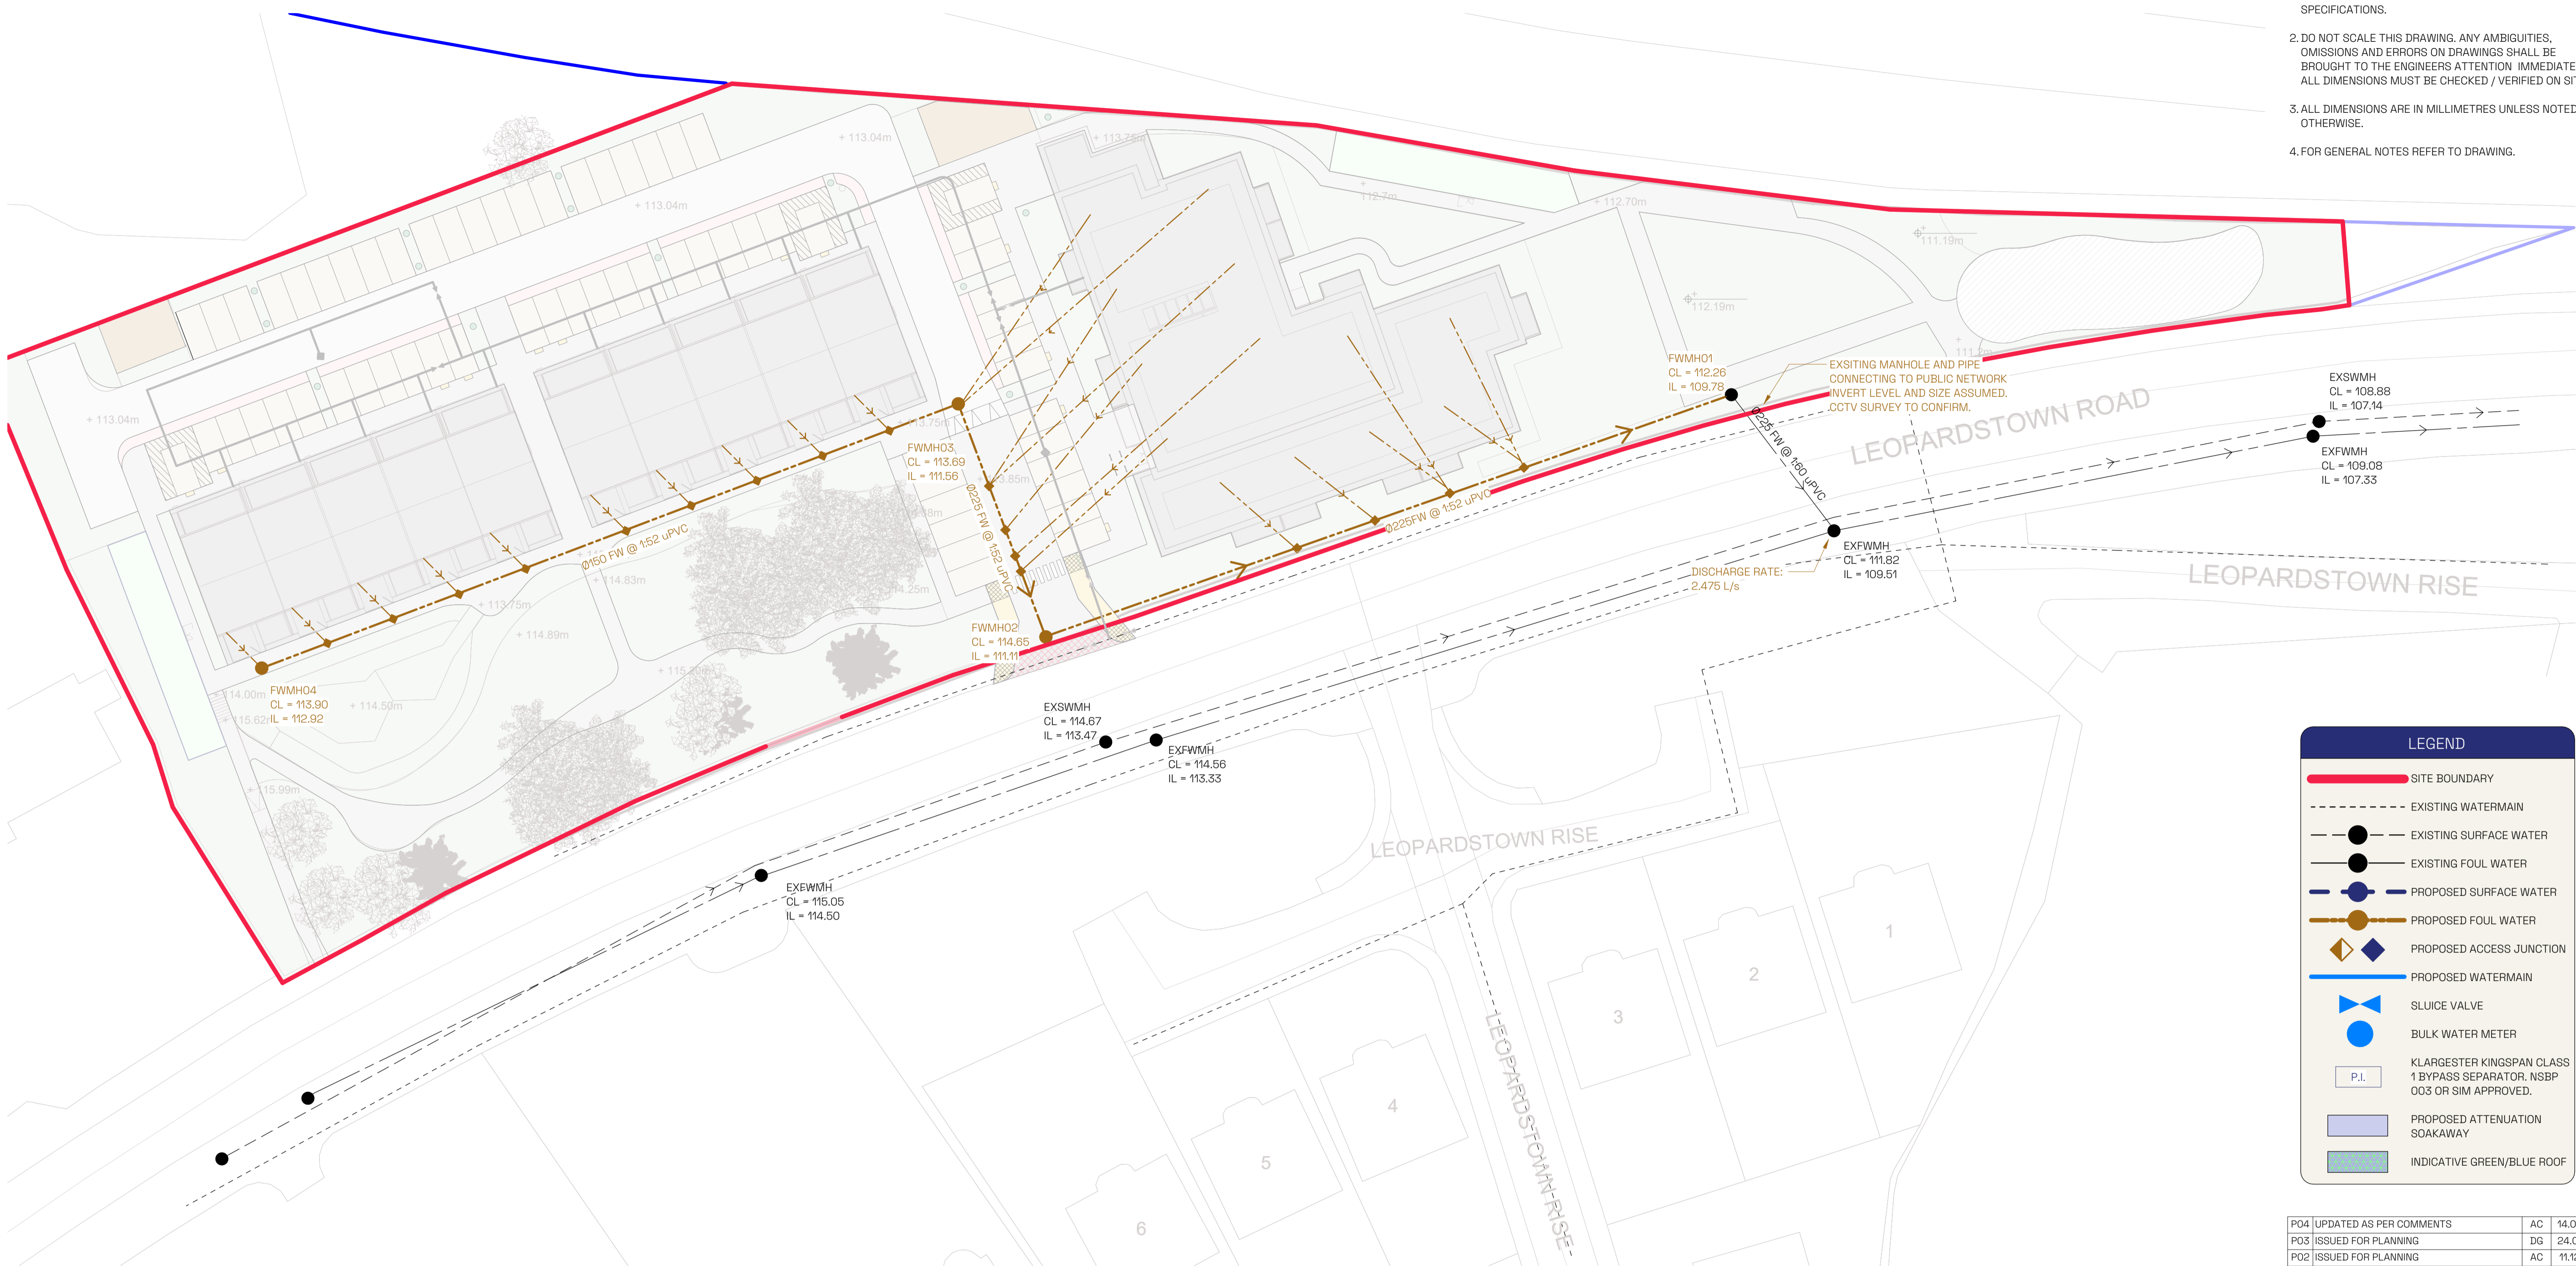 SPECIFICATIONS.
2. DO NOT SCALE THIS DRAWING. ANY AMBIGUITIES,
OMISSIONS AND ERRORS ON DRAWINGS SHALL BE
BROUGHT TO THE ENGINEERS ATTENTION IMMEDIATE
ALL DIMENSIONS MUST BE CHECKED / VERIFIED ON SI
3. ALL DIMENSIONS ARE IN MILLIMETRES UNLESS NOTED
OTHERWISE.
4. FOR GENERAL NOTES REFER TO DRAWING.
+ 113.04m
+ 113.75m
+ 113.04m
112.7m
+ 112.70m
111.19m
112.19m
+ 113.04m
FWMH01
CL = 112.26
IL = 109.78
EXSITING MANHOLE AND PIPE
CONNECTING TO PUBLIC NETWORK
INVERT LEVEL AND SIZE ASSUMED.
CCTV SURVEY TO CONFIRM.
LEOPARDSTOWN ROAD
EXSWMH
CL = 108.88
IL = 107.14
EXFWMH
CL = 109.08
IL = 107.33
Ø225 FW @ 1:60 uPVC
FWMH03
CL = 113.69
IL = 111.56
Ø225 FW @ 1:52 uPVC
Ø225FW @ 1:52 uPVC
Ø150 FW @ 1:52 uPVC
EXFWMH
CL = 111.82
IL = 109.51
DISCHARGE RATE:
2.475 L/s
LEOPARDSTOWN RISE
+ 114.83m
+ 113.75m
+ 114.89m
FWMH02
CL = 114.65
IL = 111.11
FWMH04
CL = 113.90
IL = 112.92
+ 114.00m
+ 114.50m
EXSWMH
CL = 114.67
IL = 113.47
EXFWMH
CL = 114.56
IL = 113.33
LEOPARDSTOWN RISE
EXFWMH
CL = 115.05
IL = 114.50
LEOPARDSTOWN RISE
1
2
3
4
5
6
LEGEND
SITE BOUNDARY
EXISTING WATERMAIN
EXISTING SURFACE WATER
EXISTING FOUL WATER
PROPOSED SURFACE WATER
PROPOSED FOUL WATER
PROPOSED ACCESS JUNCTION
PROPOSED WATERMAIN
SLUICE VALVE
BULK WATER METER
P.I.
KLARGESTER KINGSPAN CLASS
1 BYPASS SEPARATOR. NSBP
003 OR SIM APPROVED.
PROPOSED ATTENUATION
SOAKAWAY
INDICATIVE GREEN/BLUE ROOF
P04 UPDATED AS PER COMMENTS AC 14.0
P03 ISSUED FOR PLANNING DG 24.0
P02 ISSUED FOR PLANNING AC 11.12